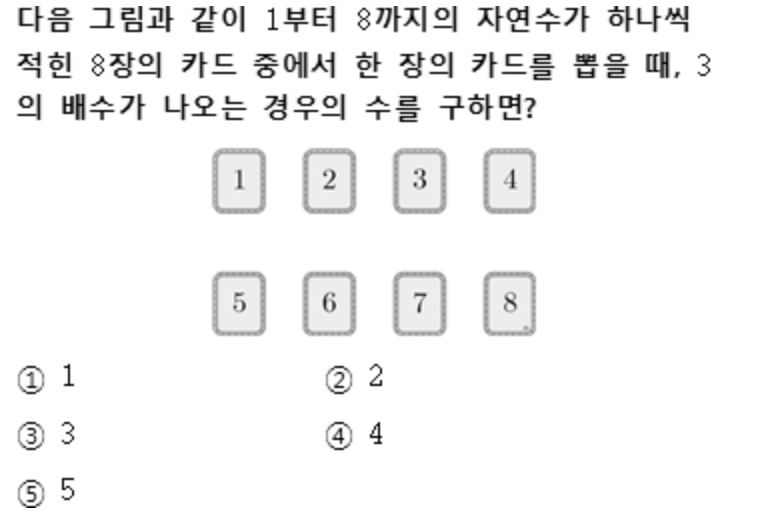 다음 그림과 같이 1부터 8까지의 자연수가 하나씩
적힌 8장의 카드 중에서 한 장의 카드를 뽑을 때, 3
의 배수가 나오는 경우의 수를 구하면?
1 2 3 4
5 6 7 8
① 1 ② 2
③ 3 ④ 4
⑤ 5